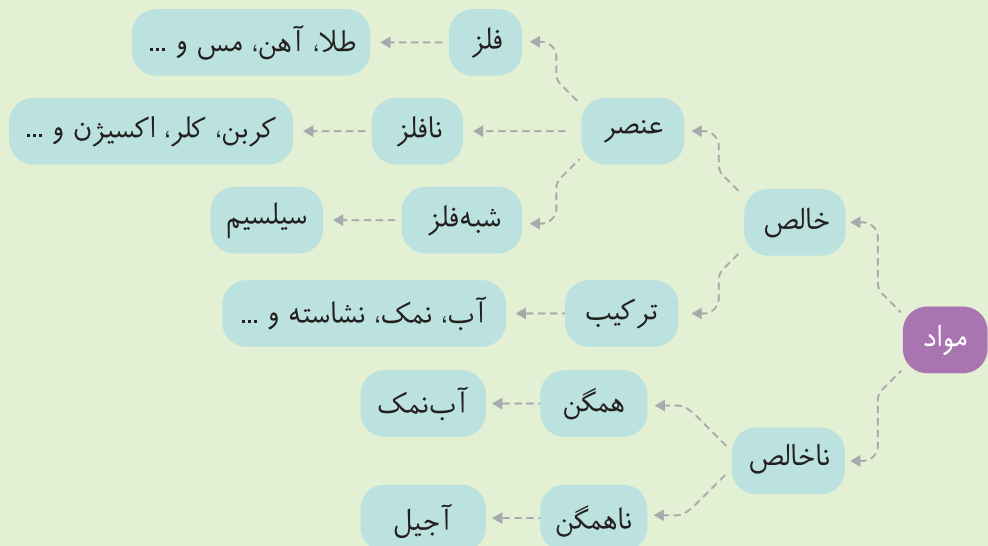 مواد
خالص
عنصر
فلز
طلا، آهن، مس و ...
نافلز
کربن، کلر، اکسیژن و ...
شبه‌فلز
سیلسیم
ترکیب
آب، نمک، نشاسته و ...
ناخالص
همگن
آب‌نمک
ناهمگن
آجیل